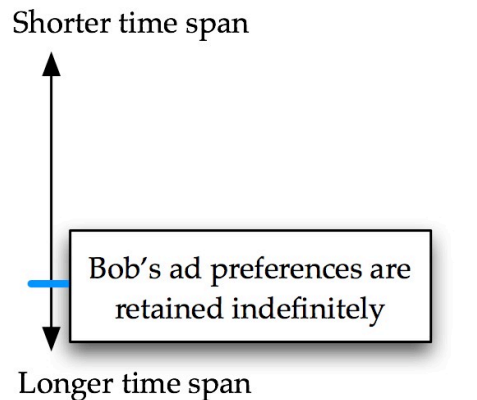 Shorter time span
Bob's ad preferences are
retained indefinitely
Longer time span